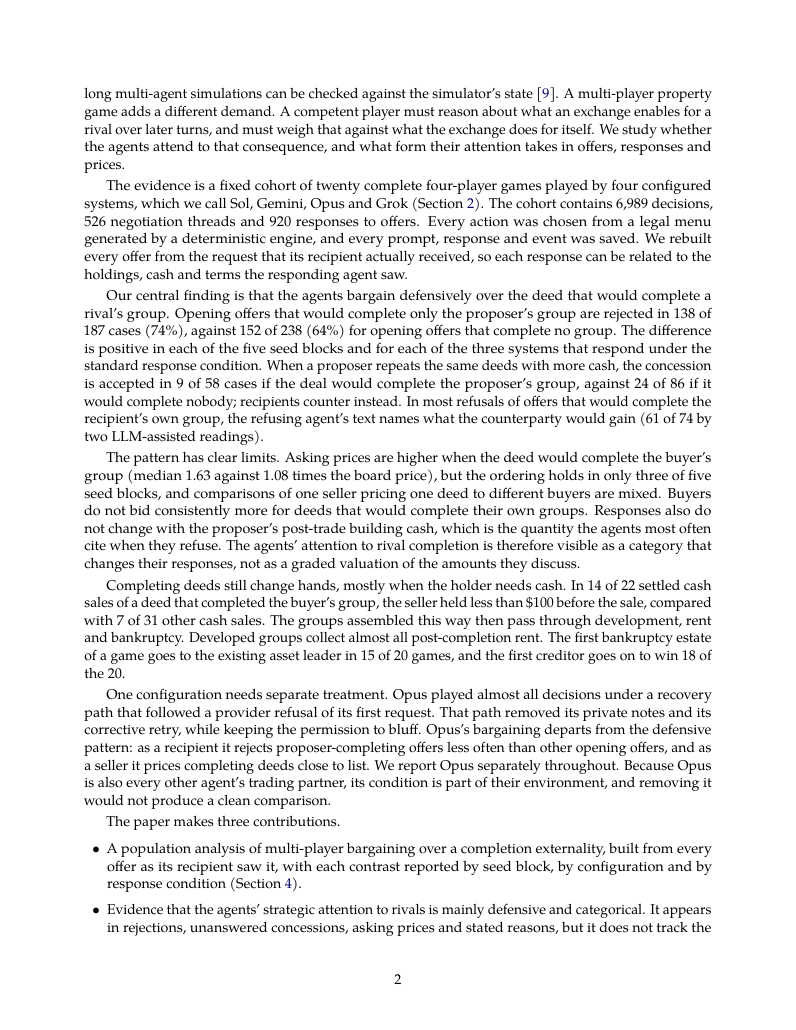 long multi-agent simulations can be checked against the simulator's state [9]. A multi-player property
game adds a different demand. A competent player must reason about what an exchange enables for a
rival over later turns, and must weigh that against what the exchange does for itself. We study whether
the agents attend to that consequence, and what form their attention takes in offers, responses and
prices.
The evidence is a fixed cohort of twenty complete four-player games played by four configured
systems, which we call Sol, Gemini, Opus and Grok (Section 2). The cohort contains 6,989 decisions,
526 negotiation threads and 920 responses to offers. Every action was chosen from a legal menu
generated by a deterministic engine, and every prompt, response and event was saved. We rebuilt
every offer from the request that its recipient actually received, so each response can be related to the
holdings, cash and terms the responding agent saw.
Our central finding is that the agents bargain defensively over the deed that would complete a
rival's group. Opening offers that would complete only the proposer's group are rejected in 138 of
187 cases (74%), against 152 of 238 (64%) for opening offers that complete no group. The difference
is positive in each of the five seed blocks and for each of the three systems that respond under the
standard response condition. When a proposer repeats the same deeds with more cash, the concession
is accepted in 9 of 58 cases if the deal would complete the proposer's group, against 24 of 86 if it
would complete nobody; recipients counter instead. In most refusals of offers that would complete the
recipient's own group, the refusing agent's text names what the counterparty would gain (61 of 74 by
two LLM-assisted readings).
The pattern has clear limits. Asking prices are higher when the deed would complete the buyer's
group (median 1.63 against 1.08 times the board price), but the ordering holds in only three of five
seed blocks, and comparisons of one seller pricing one deed to different buyers are mixed. Buyers
do not bid consistently more for deeds that would complete their own groups. Responses also do
not change with the proposer's post-trade building cash, which is the quantity the agents most often
cite when they refuse. The agents' attention to rival completion is therefore visible as a category that
changes their responses, not as a graded valuation of the amounts they discuss.
Completing deeds still change hands, mostly when the holder needs cash. In 14 of 22 settled cash
sales of a deed that completed the buyer's group, the seller held less than $100 before the sale, compared
with 7 of 31 other cash sales. The groups assembled this way then pass through development, rent
and bankruptcy. Developed groups collect almost all post-completion rent. The first bankruptcy estate
of a game goes to the existing asset leader in 15 of 20 games, and the first creditor goes on to win 18 of
the 20.
One configuration needs separate treatment. Opus played almost all decisions under a recovery
path that followed a provider refusal of its first request. That path removed its private notes and its
corrective retry, while keeping the permission to bluff. Opus's bargaining departs from the defensive
pattern: as a recipient it rejects proposer-completing offers less often than other opening offers, and as
a seller it prices completing deeds close to list. We report Opus separately throughout. Because Opus
is also every other agent's trading partner, its condition is part of their environment, and removing it
would not produce a clean comparison.
The paper makes three contributions.
• A population analysis of multi-player bargaining over a completion externality, built from every
offer as its recipient saw it, with each contrast reported by seed block, by configuration and by
response condition (Section 4).
• Evidence that the agents' strategic attention to rivals is mainly defensive and categorical. It appears
in rejections, unanswered concessions, asking prices and stated reasons, but it does not track the
2